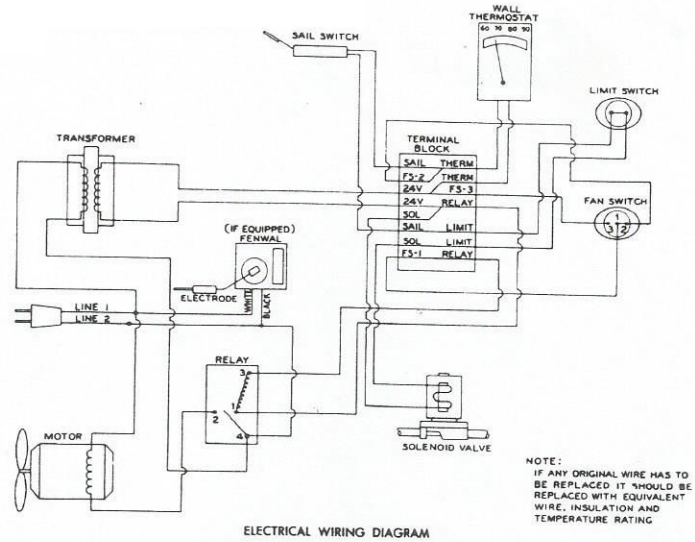 WALL
THERMOSTAT
60 70 80 90
SAIL SWITCH
LIMIT SWITCH
TRANSFORMER
TERMINAL
BLOCK
SAIL THERM
FS-2 THERM
24V FS-3
24V RELAY
SOL
SAIL LIMIT
SOL LIMIT
FS-1 RELAY
FAN SWITCH
1
3 2
(IF EQUIPPED)
FENWAL
ELECTRODE
WHITE
BLACK
LINE 1
LINE 2
RELAY
3
1
2
4
MOTOR
SOLENOID VALVE
NOTE:
IF ANY ORIGINAL WIRE HAS TO
BE REPLACED IT SHOULD BE
REPLACED WITH EQUIVALENT
WIRE, INSULATION AND
TEMPERATURE RATING
ELECTRICAL WIRING DIAGRAM